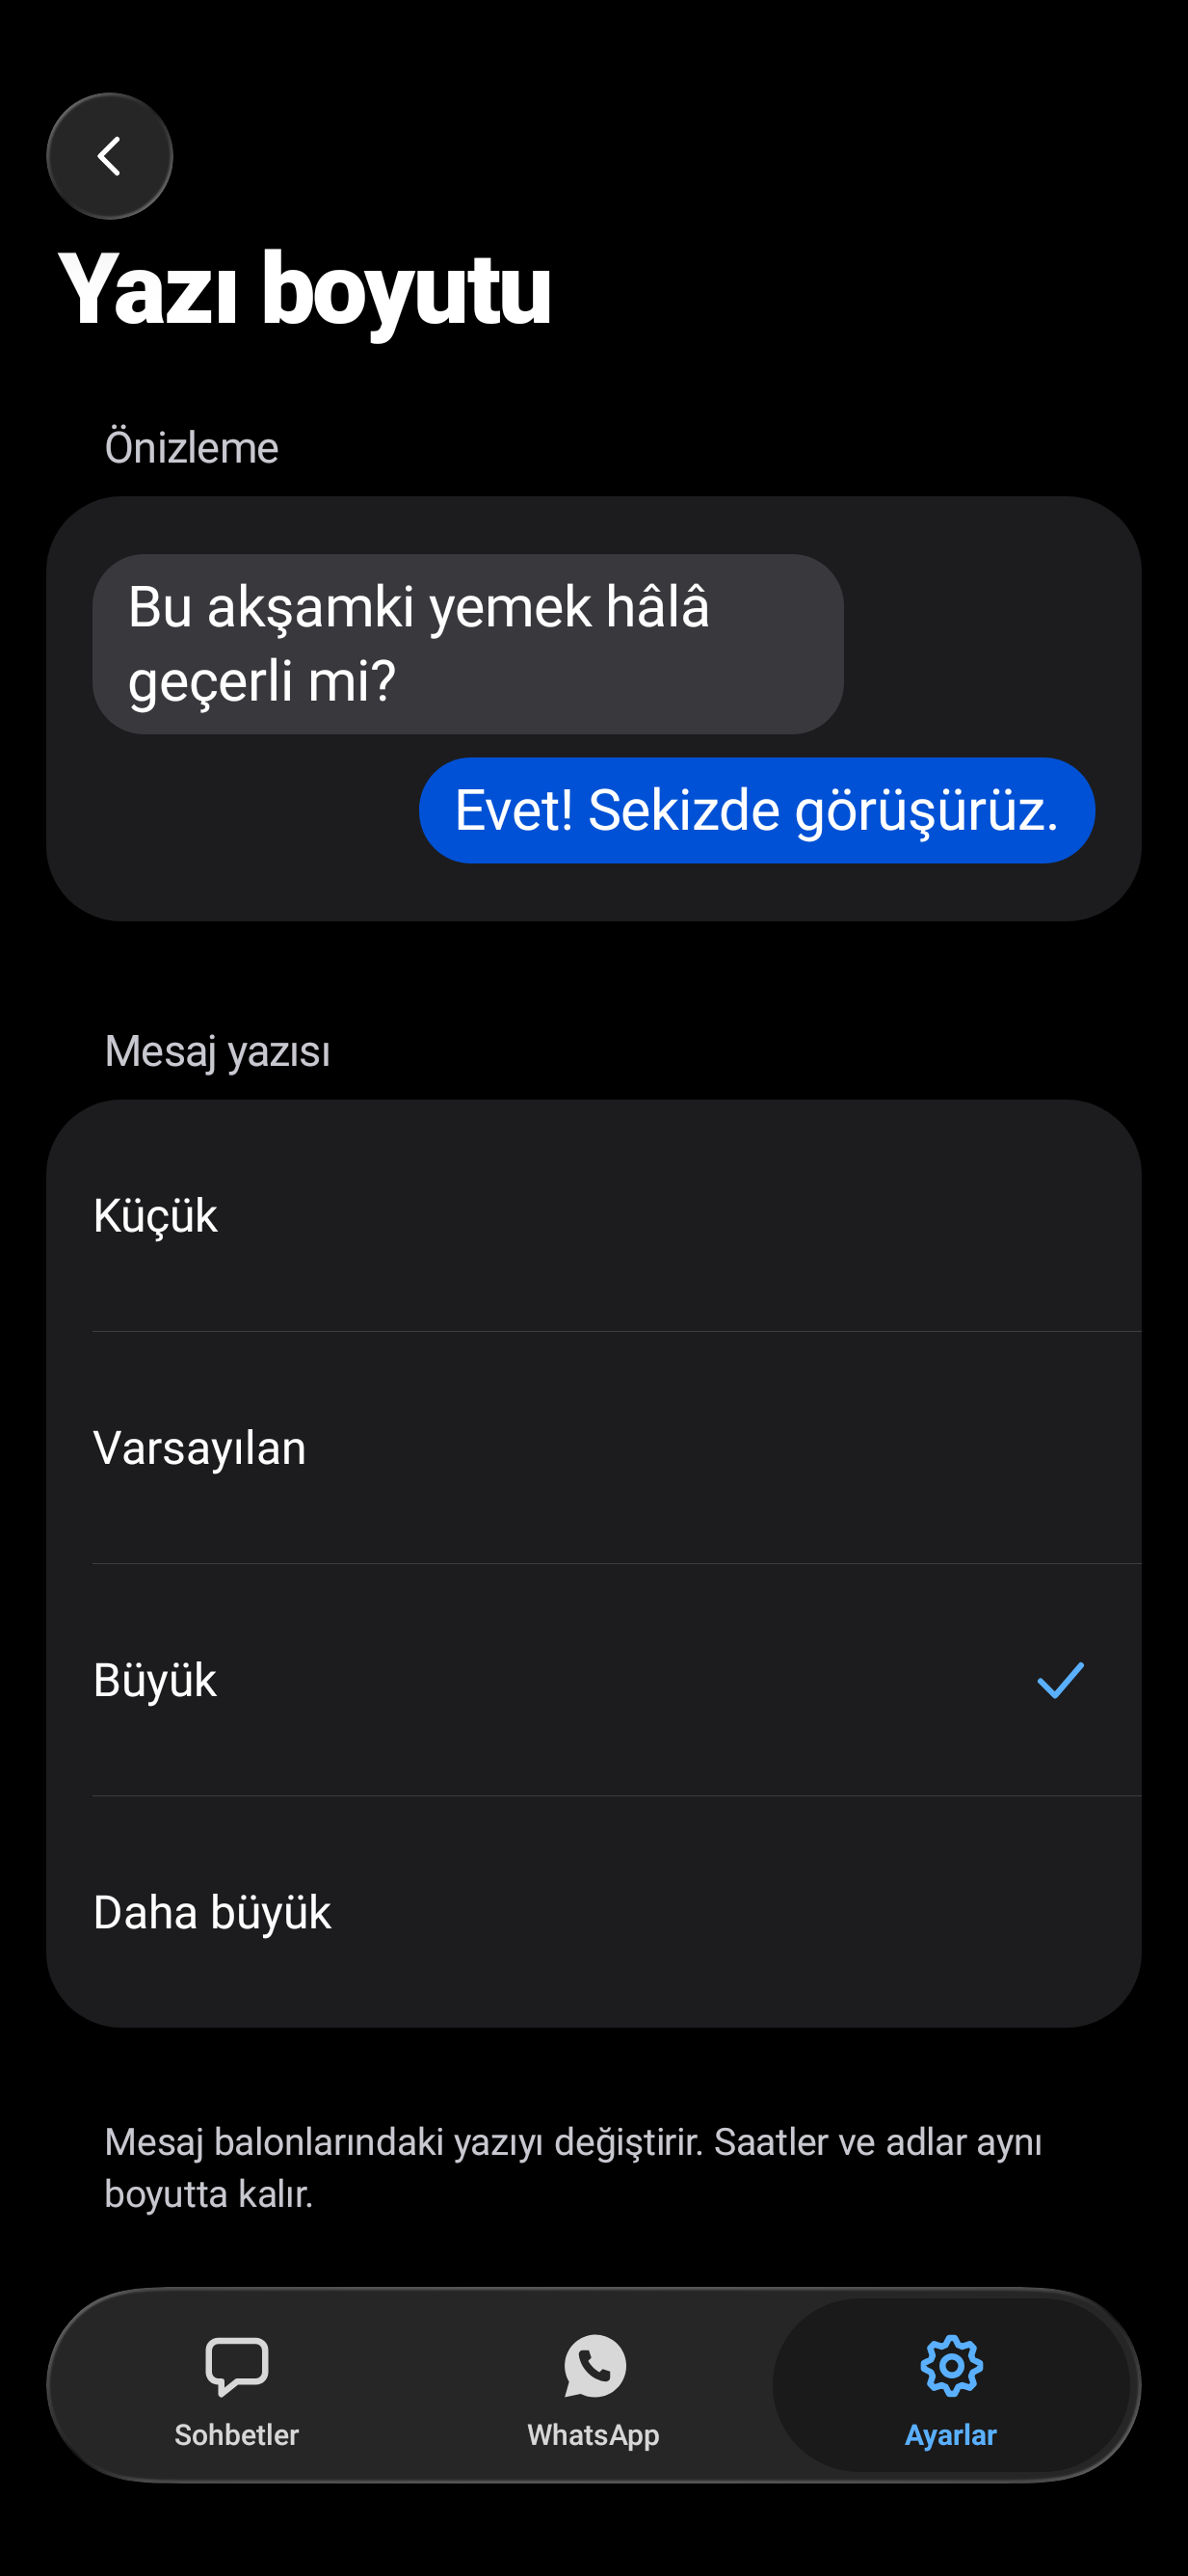 Yazı boyutu
Önizleme
Bu akşamki yemek hâlâ
geçerli mi?
Evet! Sekizde görüşürüz.
Mesaj yazısı
Küçük
Varsayılan
Büyük
Daha büyük
Mesaj balonlarındaki yazıyı değiştirir. Saatler ve adlar aynı
boyutta kalır.
Sohbetler
WhatsApp
Ayarlar